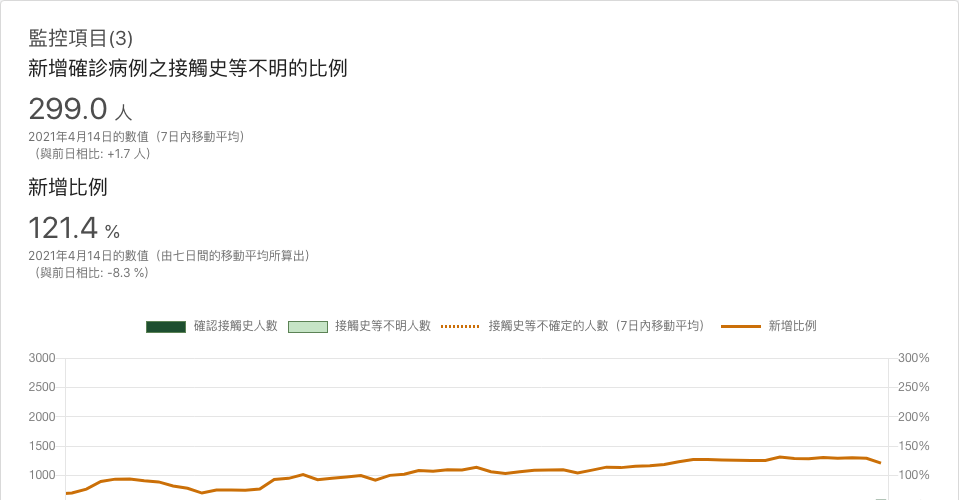 監控項目(3)
新增確診病例之接觸史等不明的比例
299.0 人
2021年4月14日的數值（7日內移動平均）
（與前日相比: +1.7 人）
新增比例
121.4 %
2021年4月14日的數值（由七日間的移動平均所算出）
（與前日相比: -8.3 %）
確認接觸史人數 接觸史等不明人數 接觸史等不確定的人數（7日內移動平均） 新增比例
3000 300%
2500 250%
2000 200%
1500 150%
1000 100%